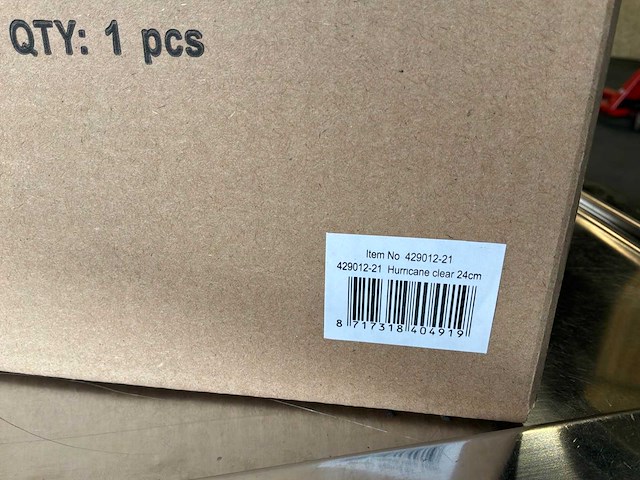 QTY: 1 pcs
Item No 429012-21
429012-21 Hurricane clear 24cm
8 717318 404919